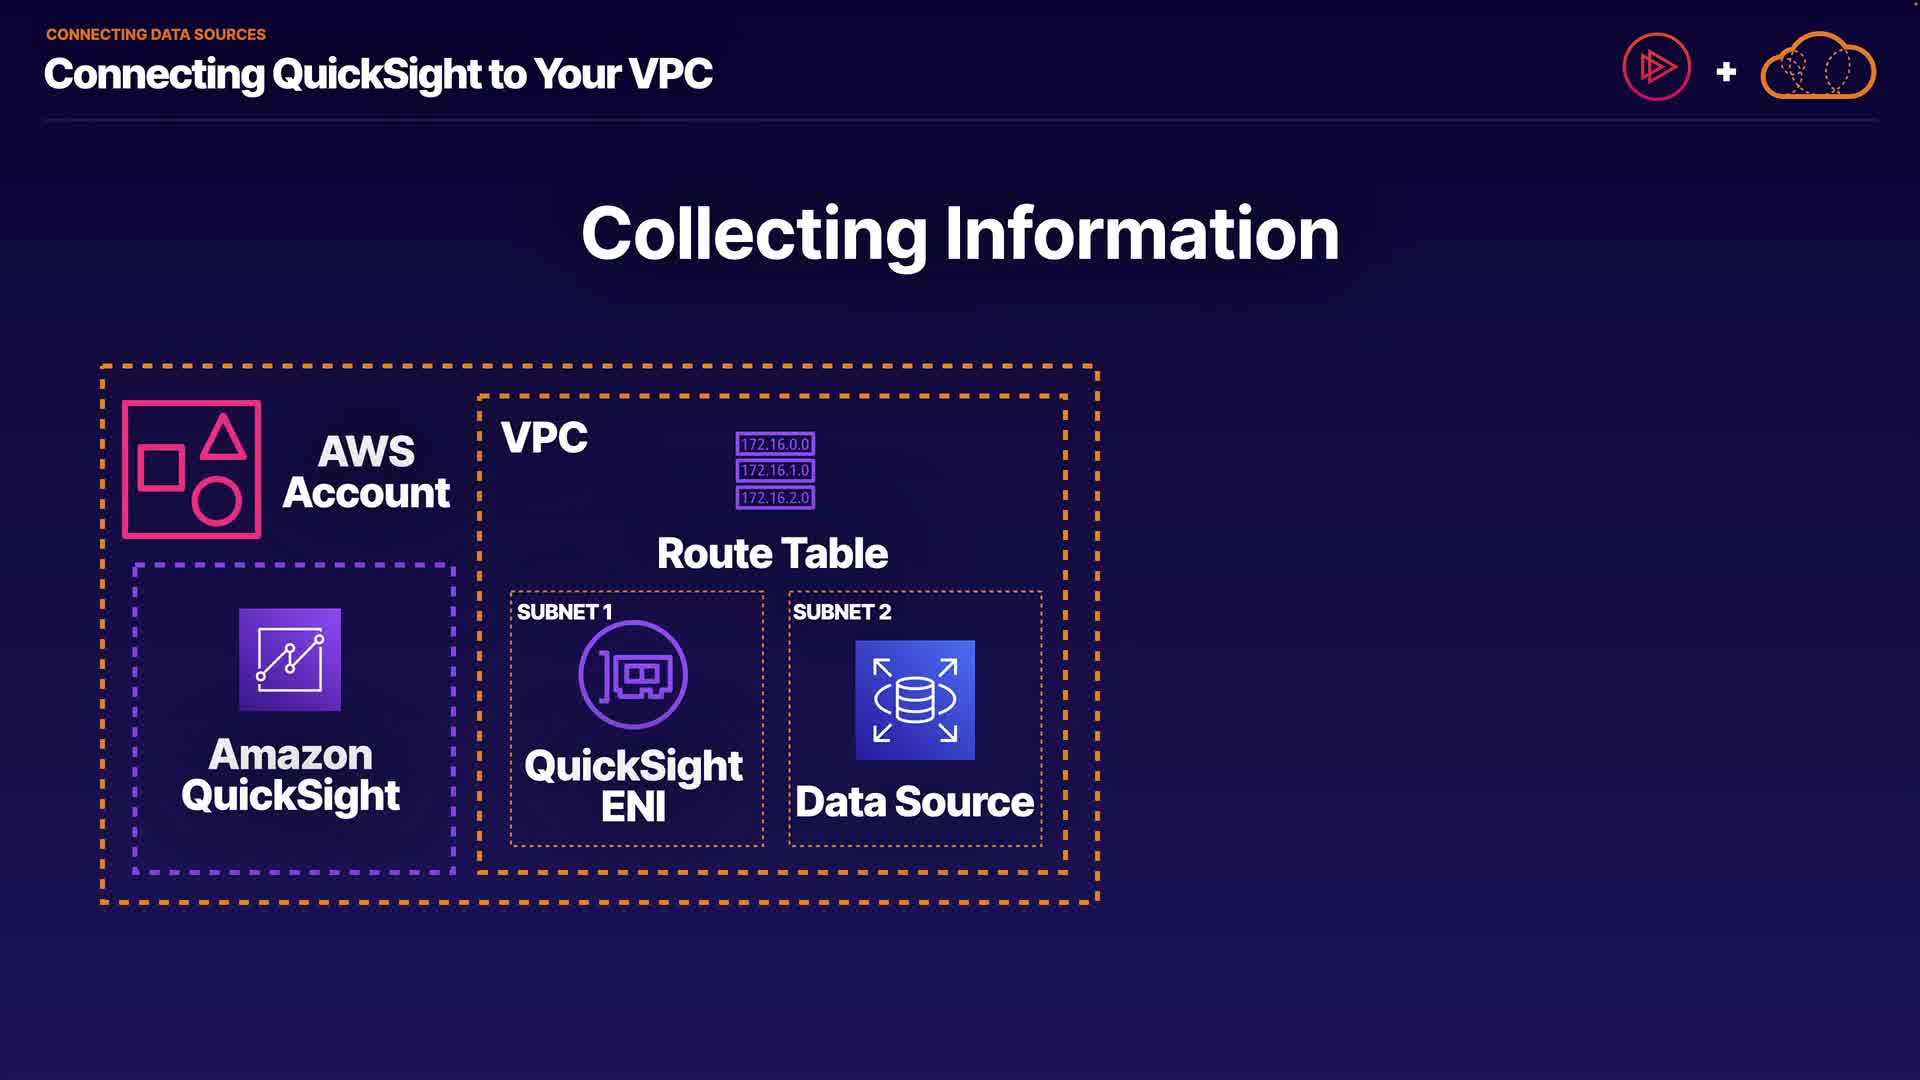 CONNECTING DATA SOURCES
Connecting QuickSight to Your VPC
Collecting Information
AWS
Account
VPC
172.16.0.0
172.16.1.0
172.16.2.0
Route Table
Amazon
QuickSight
SUBNET 1
QuickSight
ENI
SUBNET 2
Data Source